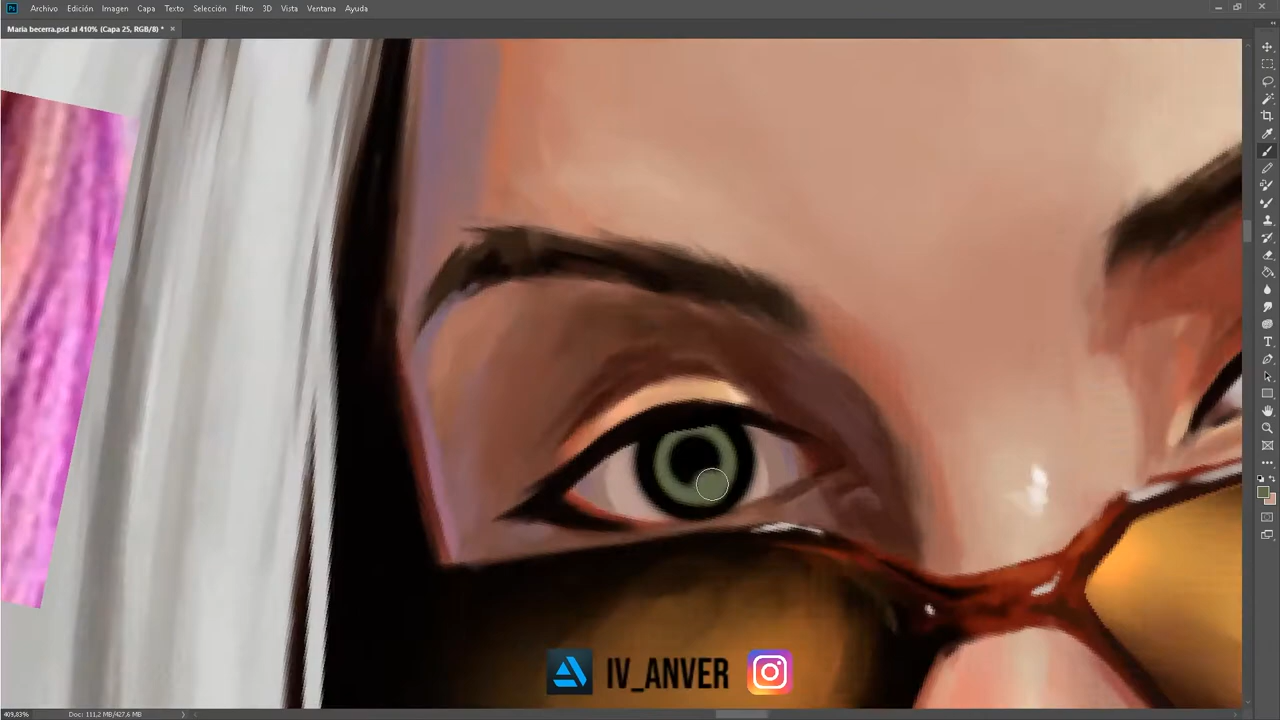 Archivo Edición Imagen Capa Texto Selección Filtro 3D Vista Ventana Ayuda
Maria becerra.psd al 410% (Capa 25, RGB/8) *
IV_ANVER
409,83% Doc: 111,2 MB/427,6 MB